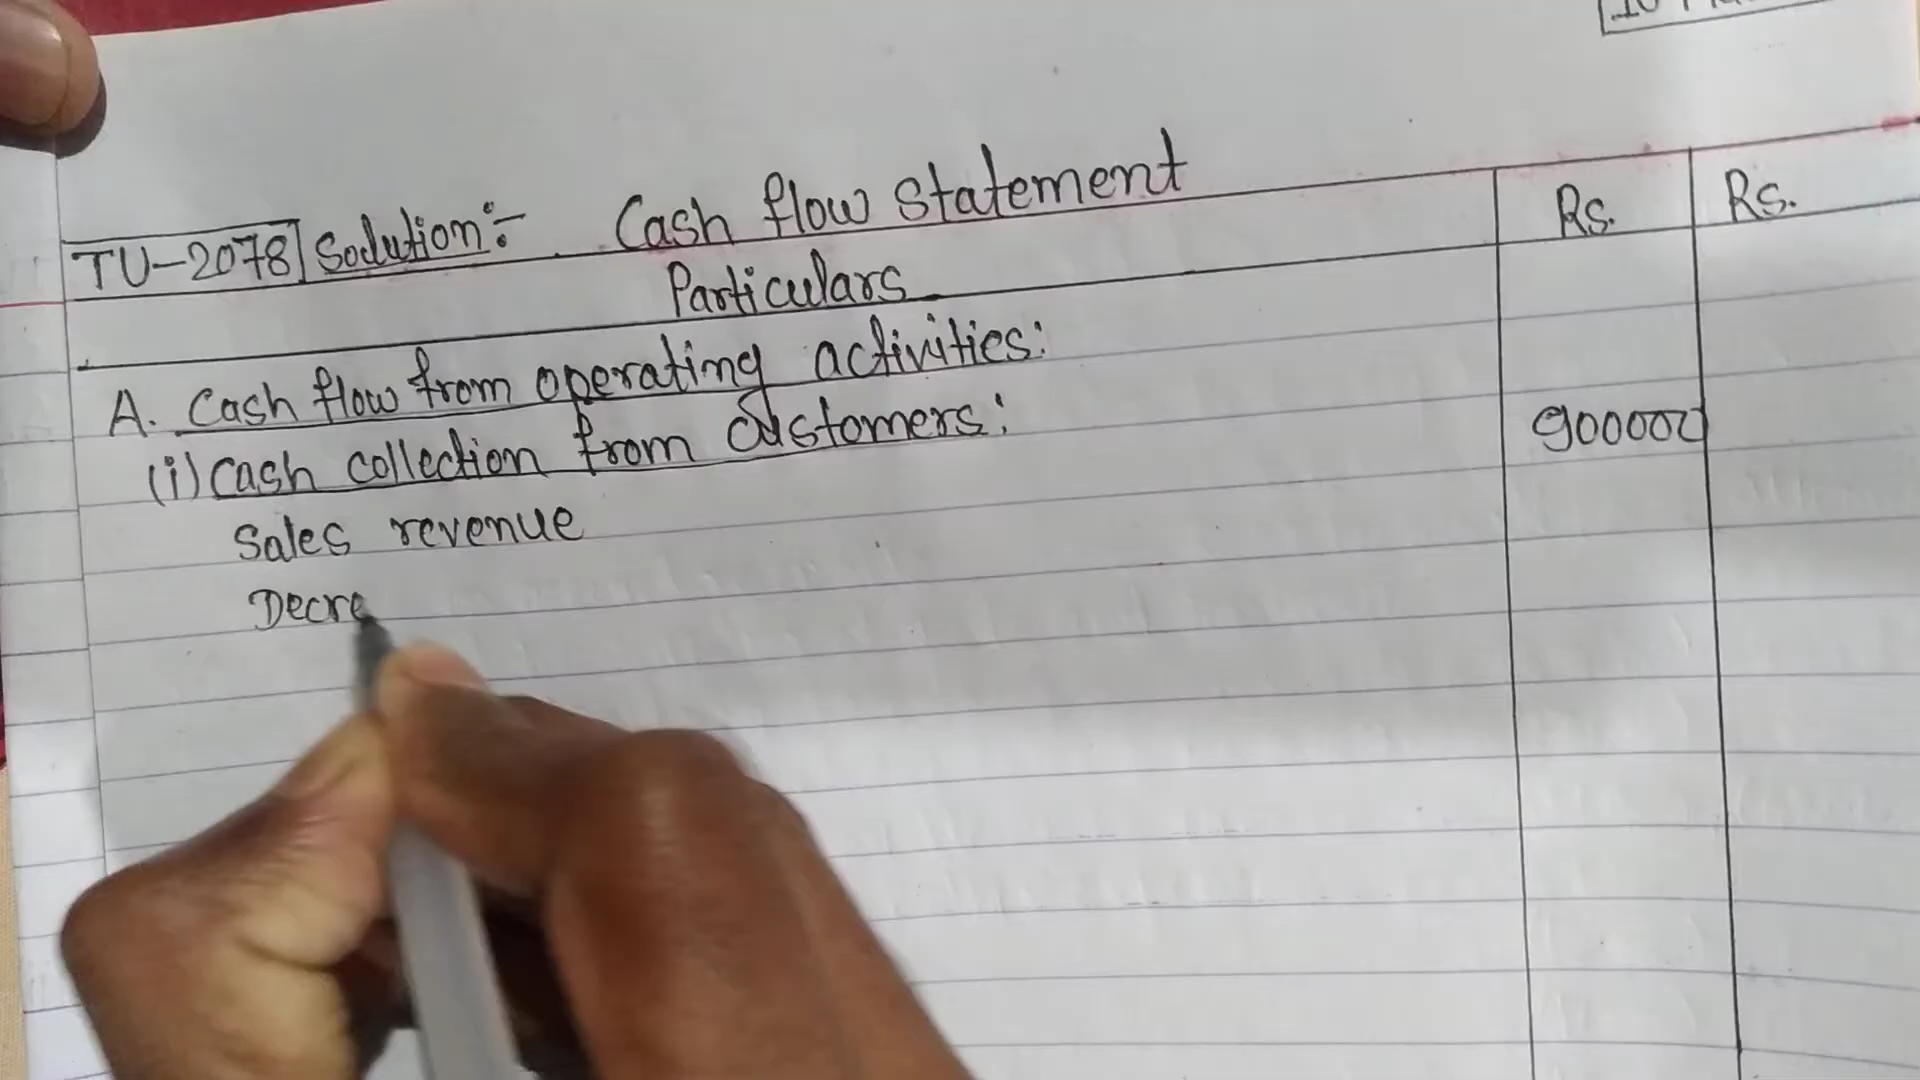 TU-2078 Solution:- Cash flow statement Rs. Rs.
Particulars
A. Cash flow from operating activities:
(i) Cash collection from customers:
Sales revenue 900000
Decre